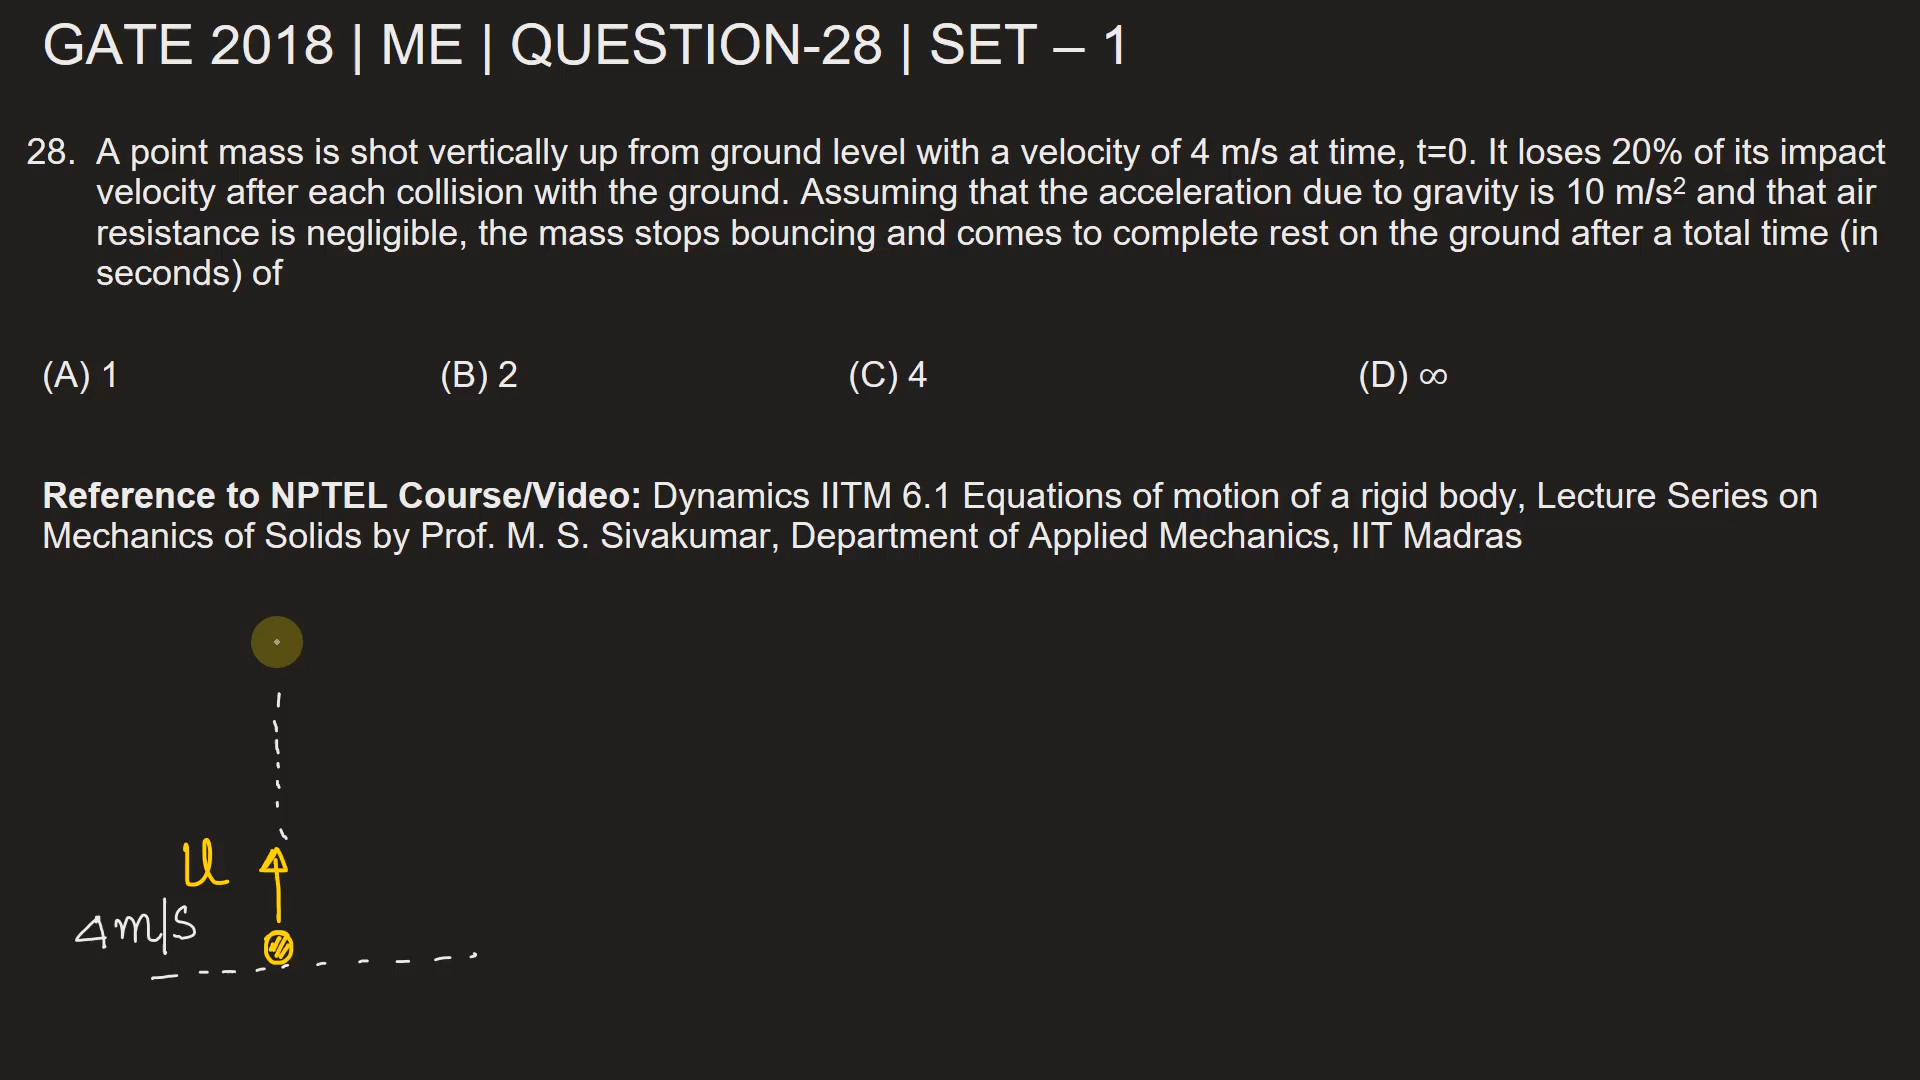 GATE 2018 | ME | QUESTION-28 | SET – 1
28. A point mass is shot vertically up from ground level with a velocity of 4 m/s at time, t=0. It loses 20% of its impact
velocity after each collision with the ground. Assuming that the acceleration due to gravity is 10 m/s² and that air
resistance is negligible, the mass stops bouncing and comes to complete rest on the ground after a total time (in
seconds) of
(A) 1 (B) 2 (C) 4 (D) ∞
Reference to NPTEL Course/Video: Dynamics IITM 6.1 Equations of motion of a rigid body, Lecture Series on
Mechanics of Solids by Prof. M. S. Sivakumar, Department of Applied Mechanics, IIT Madras
u
4m/s